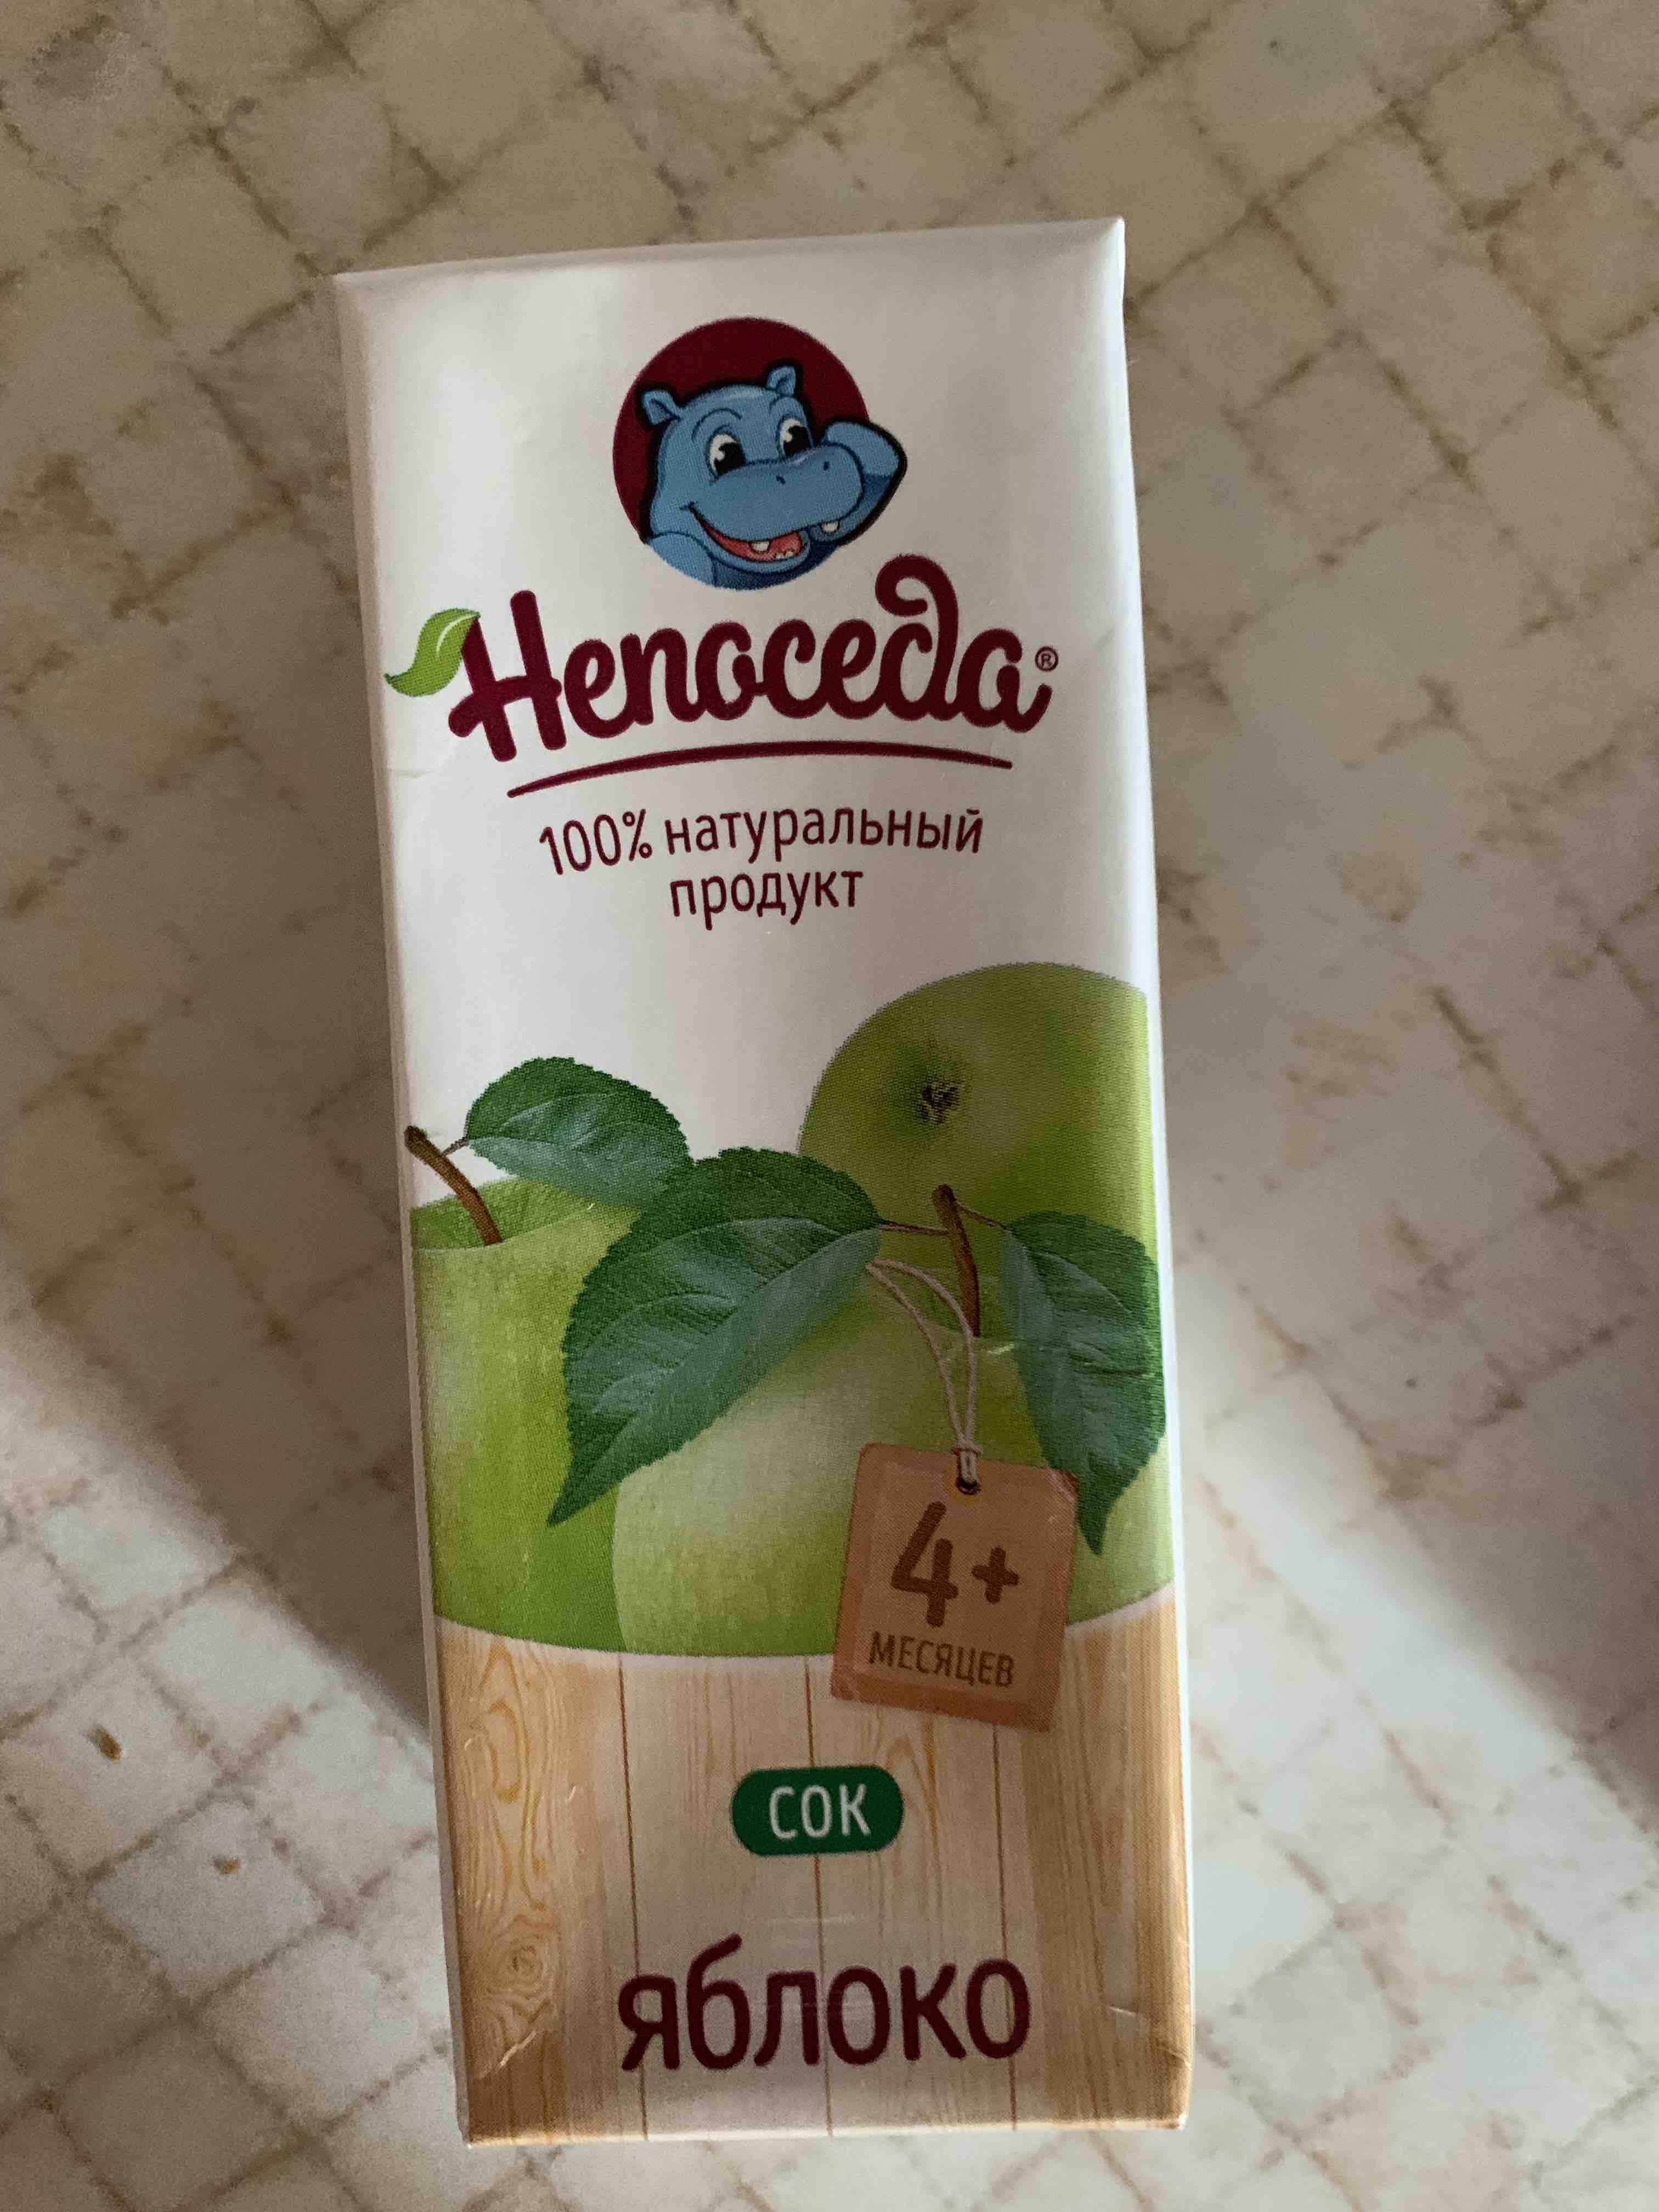 Непоседа®
100% натуральный
продукт
4+
МЕСЯЦЕВ
СОК
яблоко